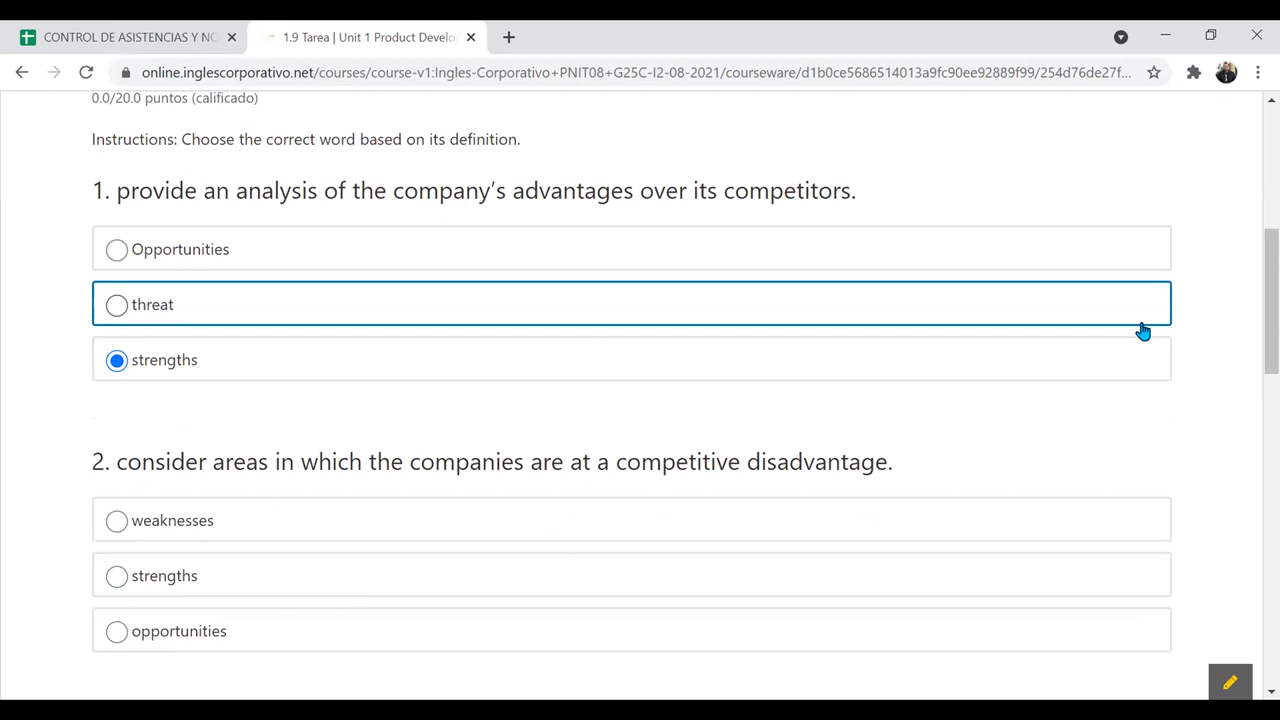 CONTROL DE ASISTENCIAS Y NO
1.9 Tarea | Unit 1 Product Develo
online.inglescorporativo.net/courses/course-v1:Ingles-Corporativo+PNIT08+G25C-I2-08-2021/courseware/d1b0ce5686514013a9fc90ee92889f99/254d76de27f...
0.0/20.0 puntos (calificado)
Instructions: Choose the correct word based on its definition.
1. provide an analysis of the company's advantages over its competitors.
Opportunities
threat
strengths
2. consider areas in which the companies are at a competitive disadvantage.
weaknesses
strengths
opportunities